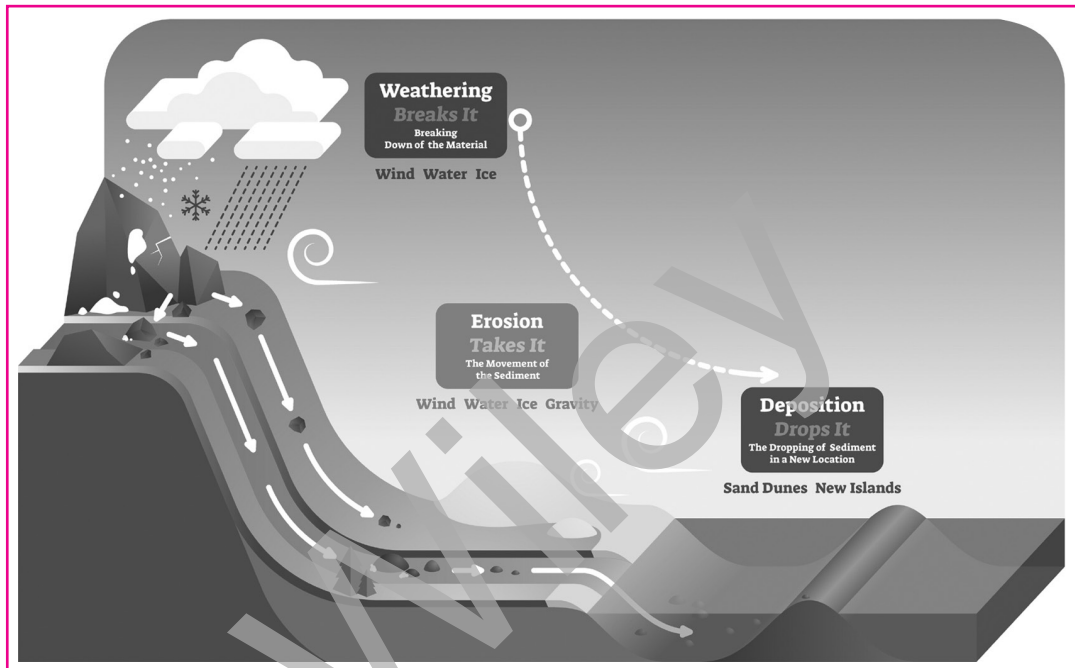 Weathering
Breaks It
Breaking
Down of the Material
Wind Water Ice
Erosion
Takes It
The Movement of
the Sediment
Wind Water Ice Gravity
Deposition
Drops It
The Dropping of Sediment
in a New Location
Sand Dunes New Islands
Wiley